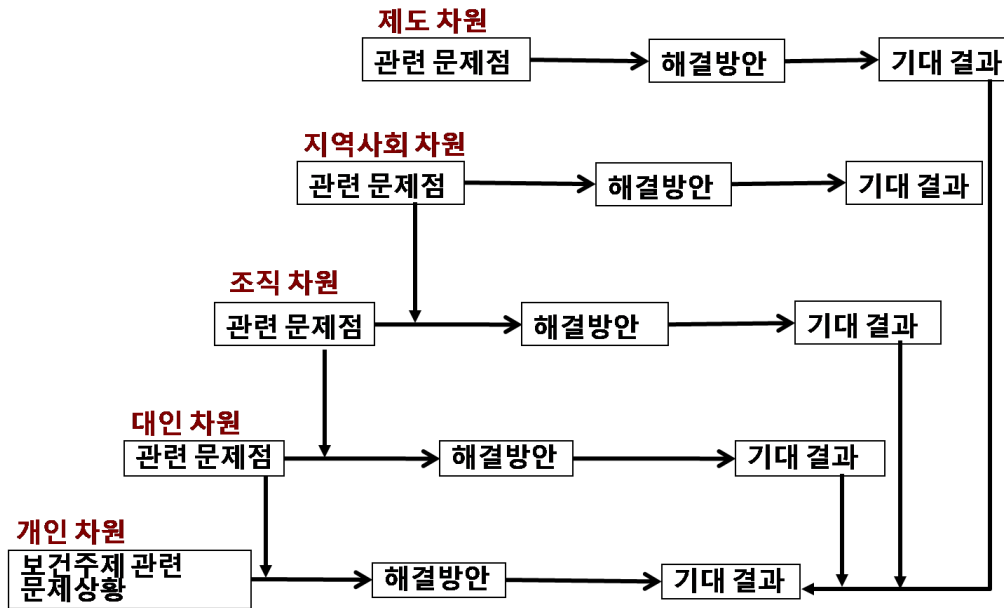 제도 차원
관련 문제점
해결방안
기대 결과
지역사회 차원
관련 문제점
해결방안
기대 결과
조직 차원
관련 문제점
해결방안
기대 결과
대인 차원
관련 문제점
해결방안
기대 결과
개인 차원
보건주제 관련
문제상황
해결방안
기대 결과